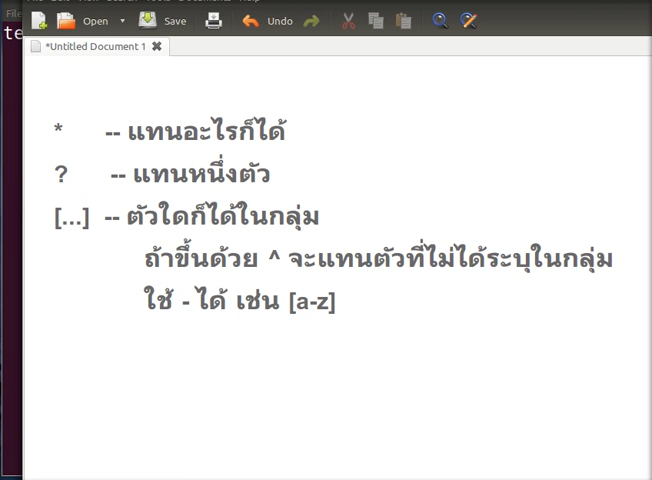 File
te
Open
Save
Undo
*Untitled Document 1
* -- แทนอะไรก็ได้
? -- แทนหนึ่งตัว
[...] -- ตัวใดก็ได้ในกลุ่ม
ถ้าขึ้นด้วย ^ จะแทนตัวที่ไม่ได้ระบุในกลุ่ม
ใช้ - ได้ เช่น [a-z]